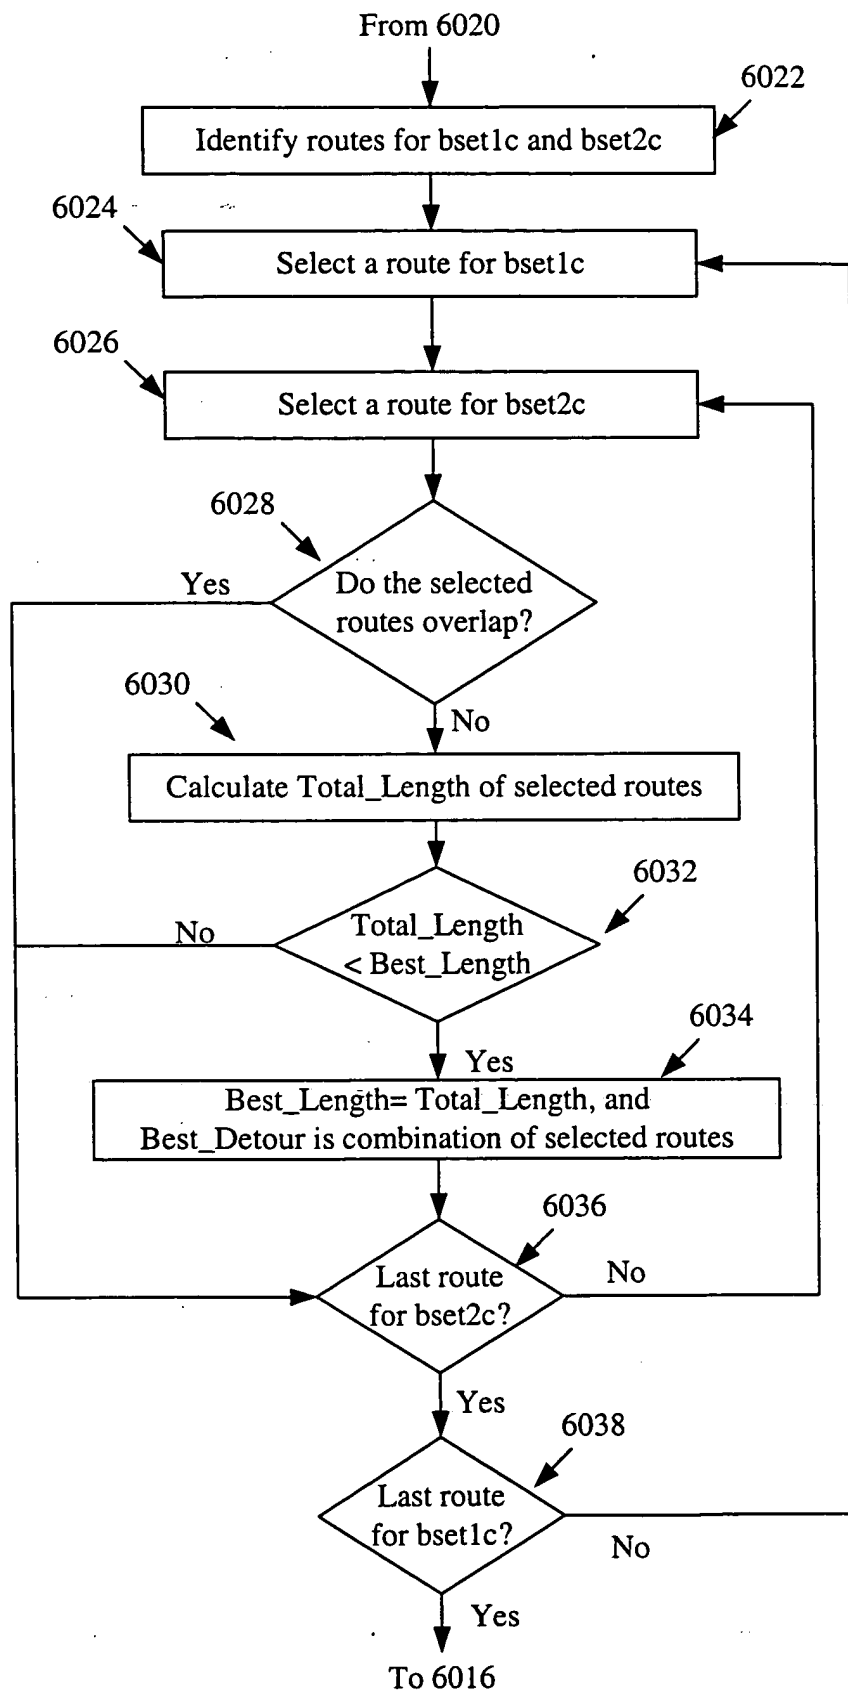 From 6020
6022
Identify routes for bset1c and bset2c
6024
Select a route for bset1c
6026
Select a route for bset2c
6028
Yes
Do the selected
routes overlap?
6030
No
Calculate Total_Length of selected routes
6032
No
Total_Length
< Best_Length
6034
Yes
Best_Length= Total_Length, and
Best_Detour is combination of selected routes
6036
Last route
for bset2c?
No
Yes
6038
Last route
for bset1c?
No
Yes
To 6016